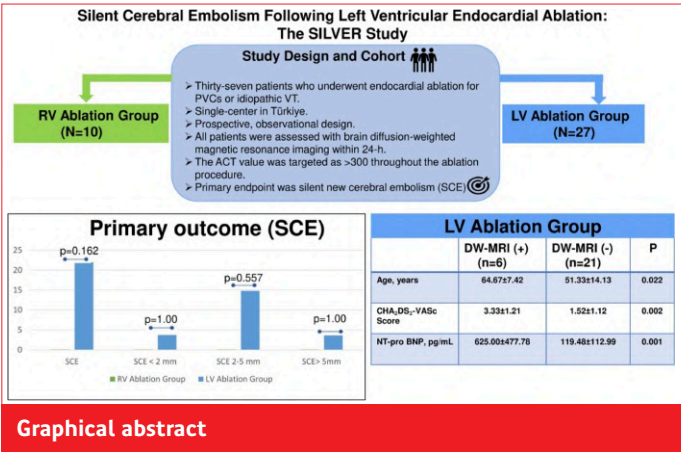 Silent Cerebral Embolism Following Left Ventricular Endocardial Ablation:
The SILVER Study
Study Design and Cohort
➢ Thirty-seven patients who underwent endocardial ablation for
PVCs or idiopathic VT.
➢ Single-center in Türkiye.
➢ Prospective, observational design.
➢ All patients were assessed with brain diffusion-weighted
magnetic resonance imaging within 24-h.
➢ The ACT value was targeted as >300 throughout the ablation
procedure.
➢ Primary endpoint was silent new cerebral embolism (SCE)
RV Ablation Group
(N=10)
LV Ablation Group
(N=27)
Primary outcome (SCE)
25
20
15
10
5
0
p=0.162
p=1.00
p=0.557
p=1.00
SCE
SCE < 2 mm
SCE 2-5 mm
SCE> 5mm
RV Ablation Group
LV Ablation Group
LV Ablation Group
DW-MRI (+) (n=6) DW-MRI (-) (n=21) P
Age, years 64.67±7.42 51.33±14.13 0.022
CHA₂DS₂-VASc Score 3.33±1.21 1.52±1.12 0.002
NT-pro BNP, pg/mL 625.00±477.78 119.48±112.99 0.001
Graphical abstract